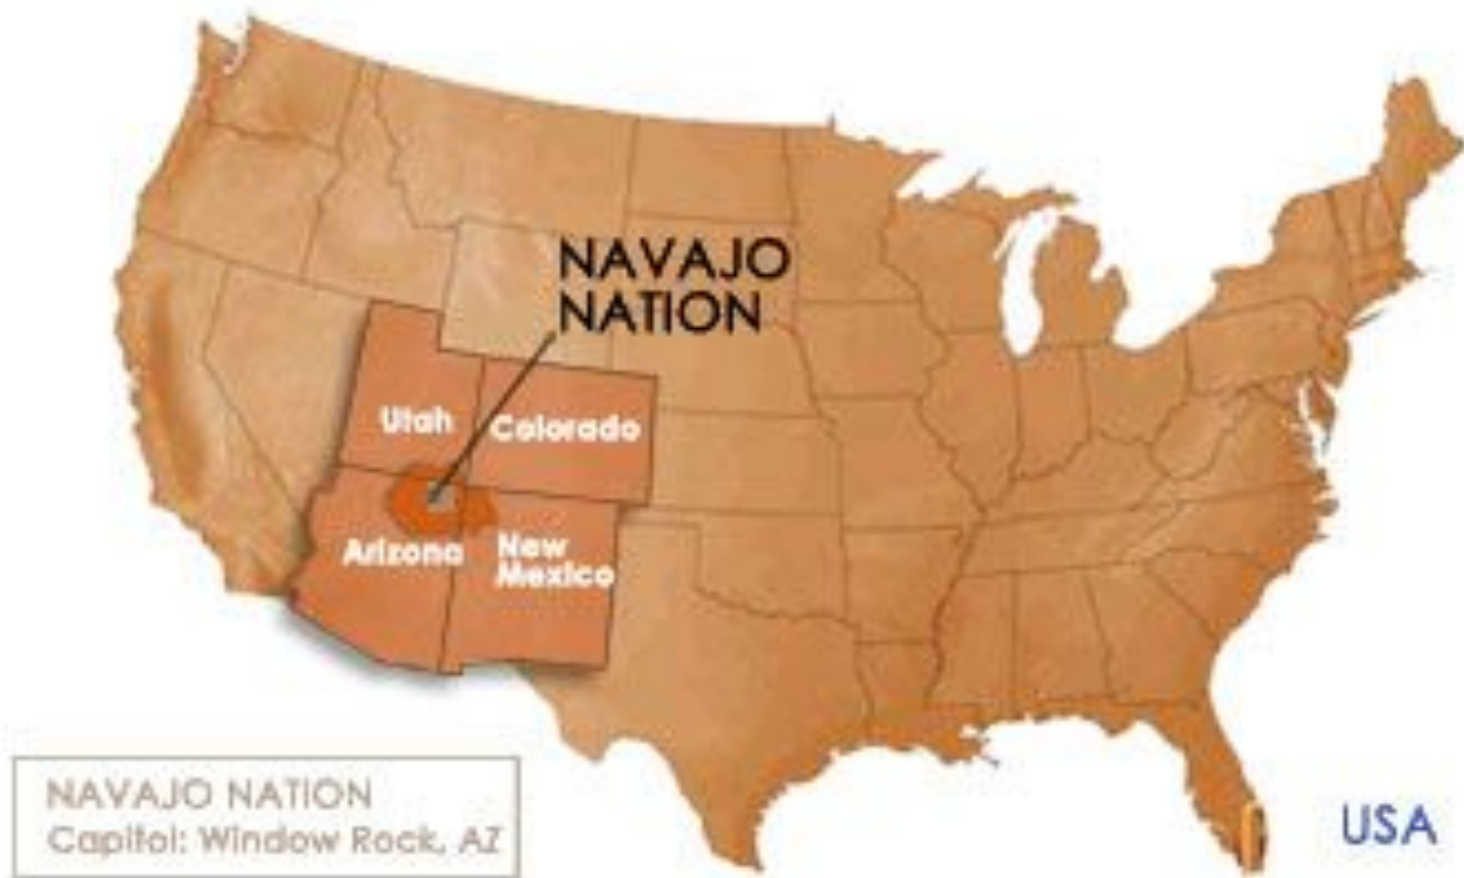 NAVAJO
NATION
Utah
Colorado
Arizona
New
Mexico
NAVAJO NATION
Capitol: Window Rock, AZ
USA